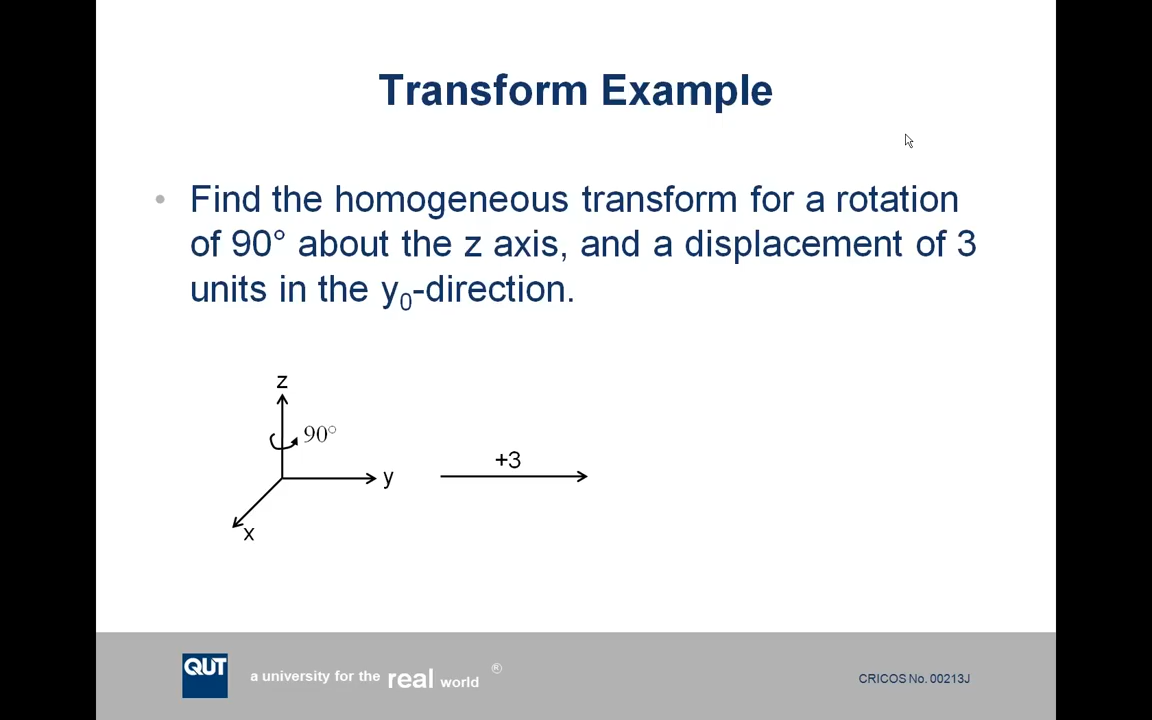 Transform Example
• Find the homogeneous transform for a rotation
of 90° about the z axis, and a displacement of 3
units in the y₀-direction.
z
90°
+3
y
x
QUT
a university for the real world ®
CRICOS No. 00213J